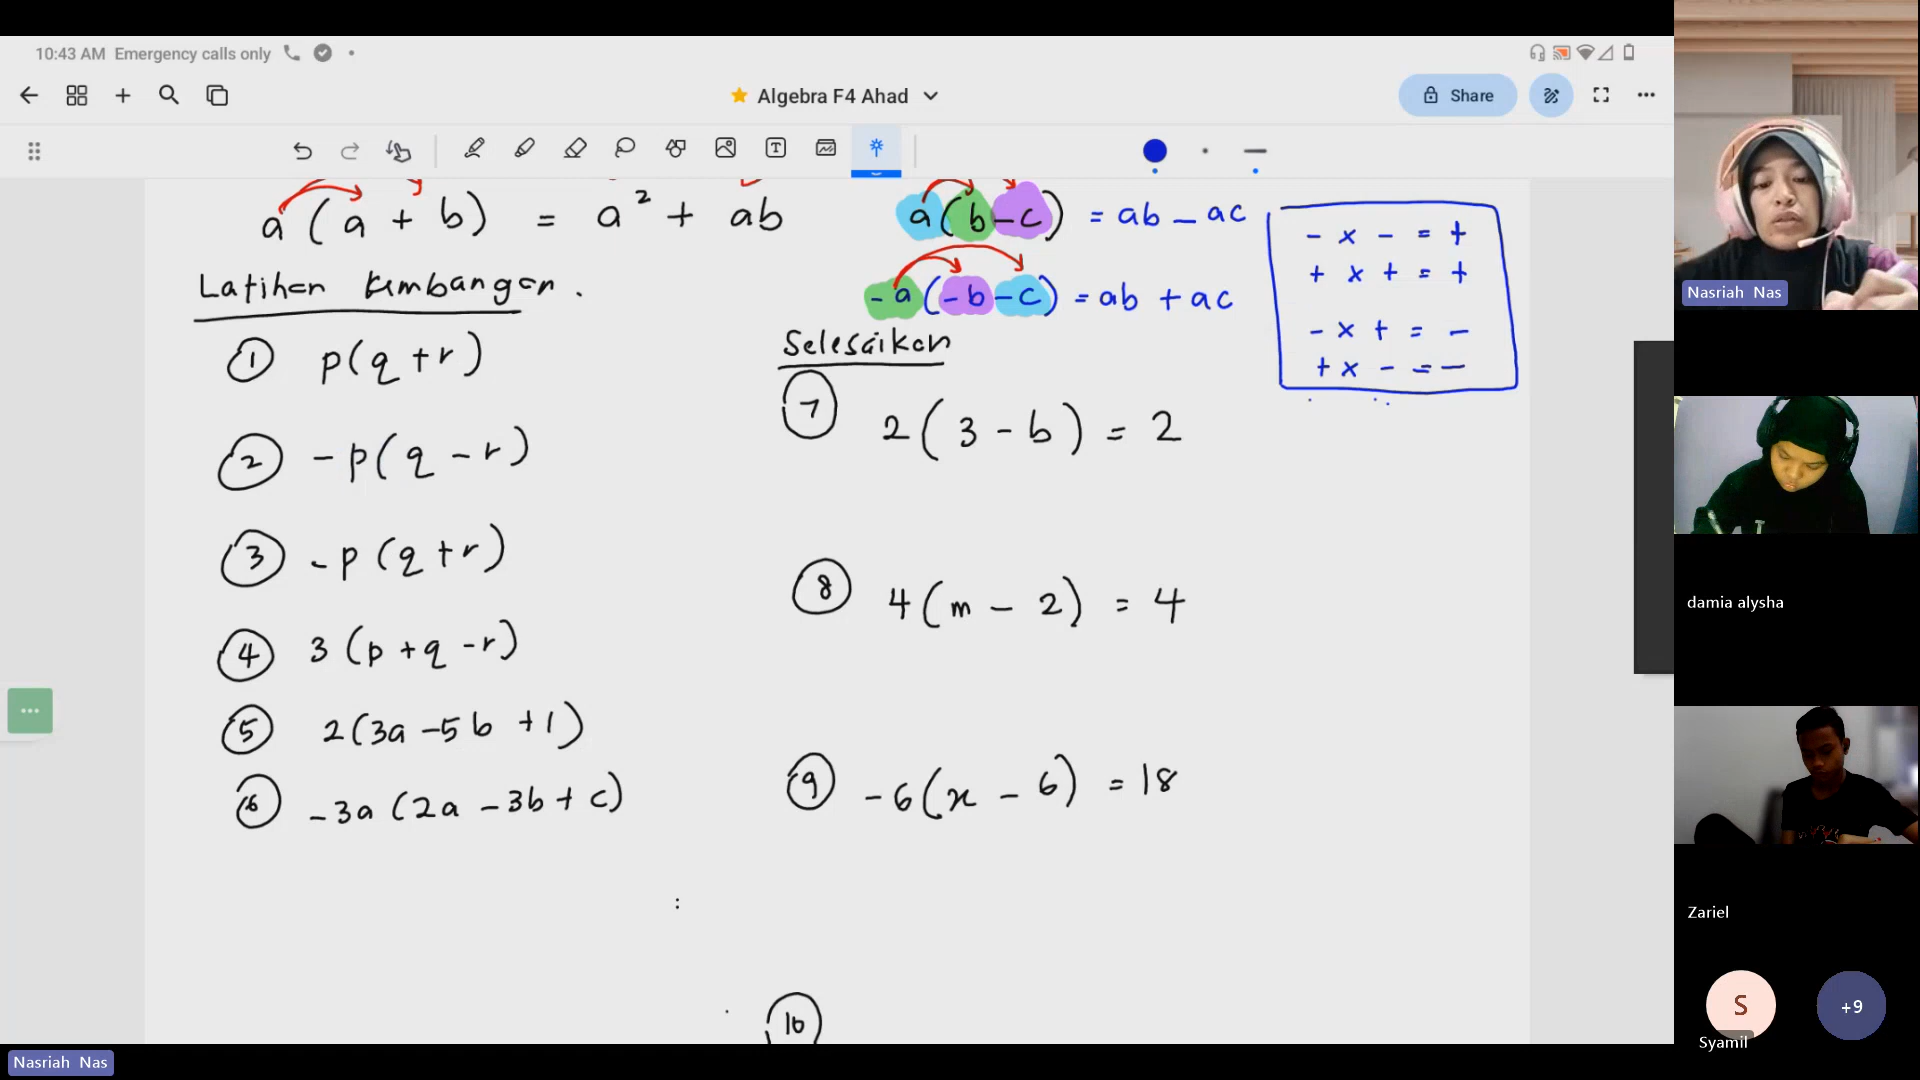 10:43 AM Emergency calls only
Algebra F4 Ahad
Share
a(a + b) = a² + ab
a(b-c) = ab - ac
-a(-b-c) = ab + ac
- x - = +
+ x + = +
- x + = -
+ x - = -
Latihan Kembangan.
① p(q + r)
② -p(q - r)
③ -p(q + r)
④ 3(p + q - r)
⑤ 2(3a - 5b + 1)
⑥ -3a(2a - 3b + c)
Selesaikan
⑦ 2(3 - b) = 2
⑧ 4(m - 2) = 4
⑨ -6(x - 6) = 18
⑩
Nasriah Nas
Nasriah Nas
damia alysha
Zariel
S
Syamil
+9